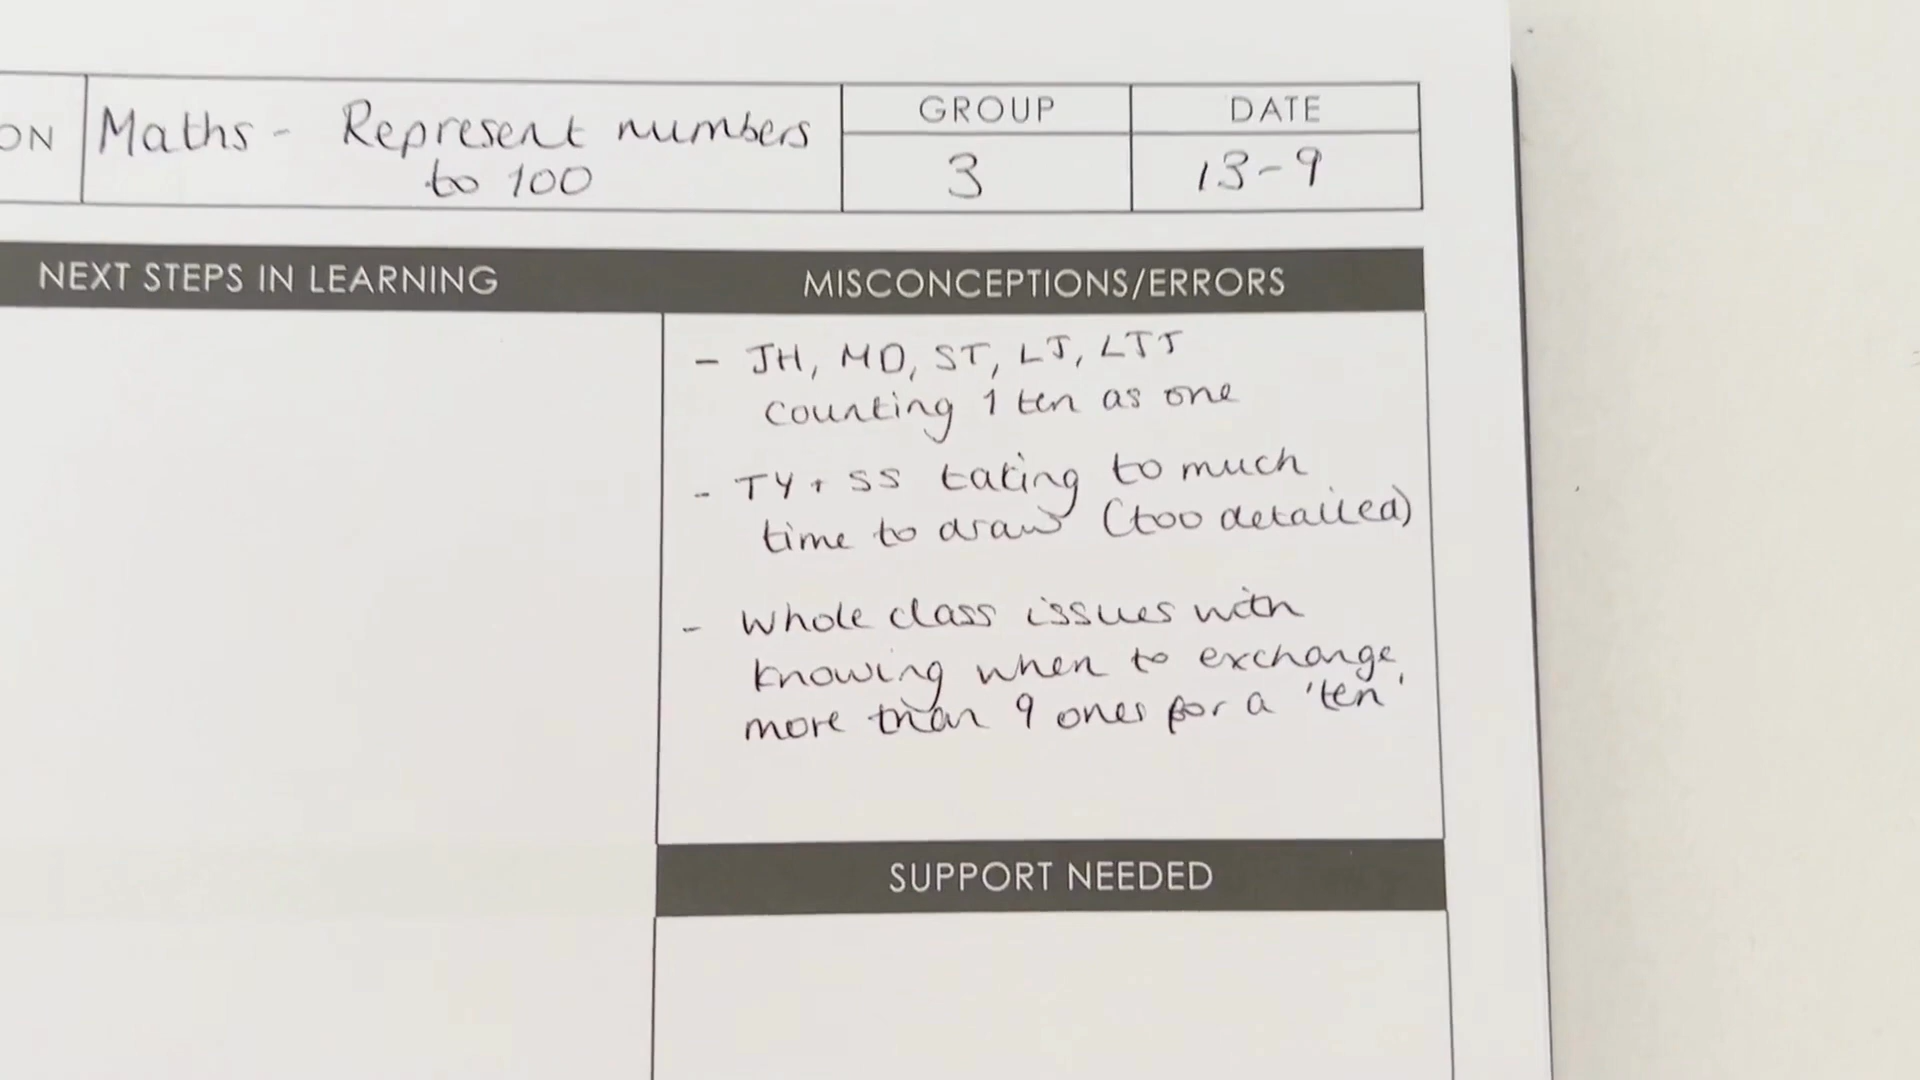 ON
Maths - Represent numbers
to 100
GROUP
3
DATE
13-9
NEXT STEPS IN LEARNING
MISCONCEPTIONS/ERRORS
- JH, MD, ST, LJ, LTJ
counting 1 ten as one
- TY + SS taking to much
time to draw (too detailed)
- Whole class issues with
knowing when to exchange
more than 9 ones for a 'ten'
SUPPORT NEEDED